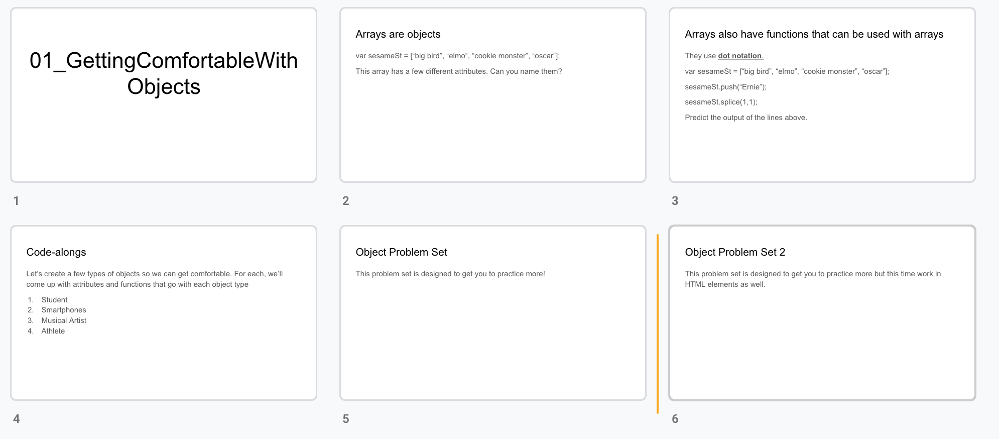 01_GettingComfortableWith
Objects
1
Arrays are objects
var sesameSt = [“big bird”, “elmo”, “cookie monster”, “oscar”];
This array has a few different attributes. Can you name them?
2
Arrays also have functions that can be used with arrays
They use dot notation.
var sesameSt = [“big bird”, “elmo”, “cookie monster”, “oscar”];
sesameSt.push(“Ernie”);
sesameSt.splice(1,1);
Predict the output of the lines above.
3
Code-alongs
Let’s create a few types of objects so we can get comfortable. For each, we’ll
come up with attributes and functions that go with each object type
1. Student
2. Smartphones
3. Musical Artist
4. Athlete
4
Object Problem Set
This problem set is designed to get you to practice more!
5
Object Problem Set 2
This problem set is designed to get you to practice more but this time work in
HTML elements as well.
6